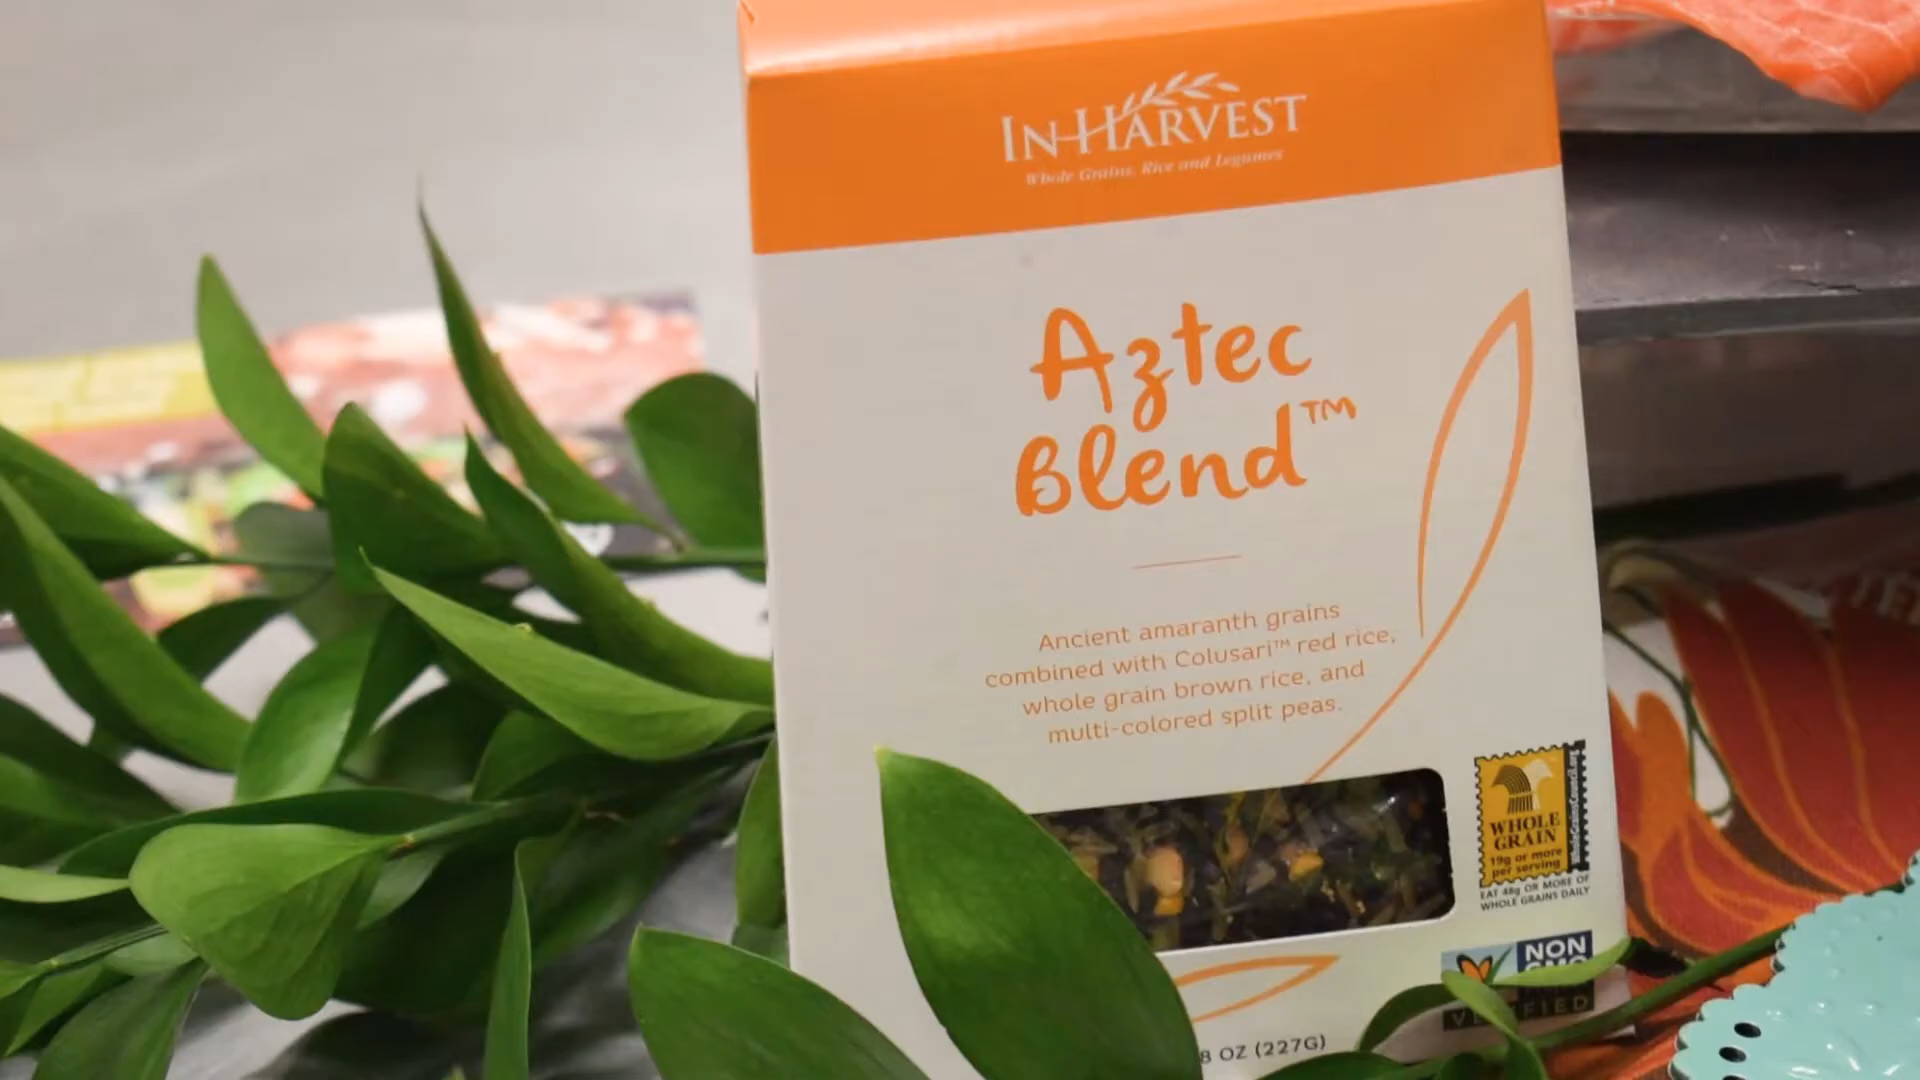 IN HARVEST
Whole Grains, Rice and Legumes
Aztec
Blend™
Ancient amaranth grains
combined with Colusari™ red rice,
whole grain brown rice, and
multi-colored split peas.
WHOLE
GRAIN
19g or more
per serving
EAT 48g OR MORE OF
WHOLE GRAINS DAILY
NON
GMO
VERIFIED
8 OZ (227G)